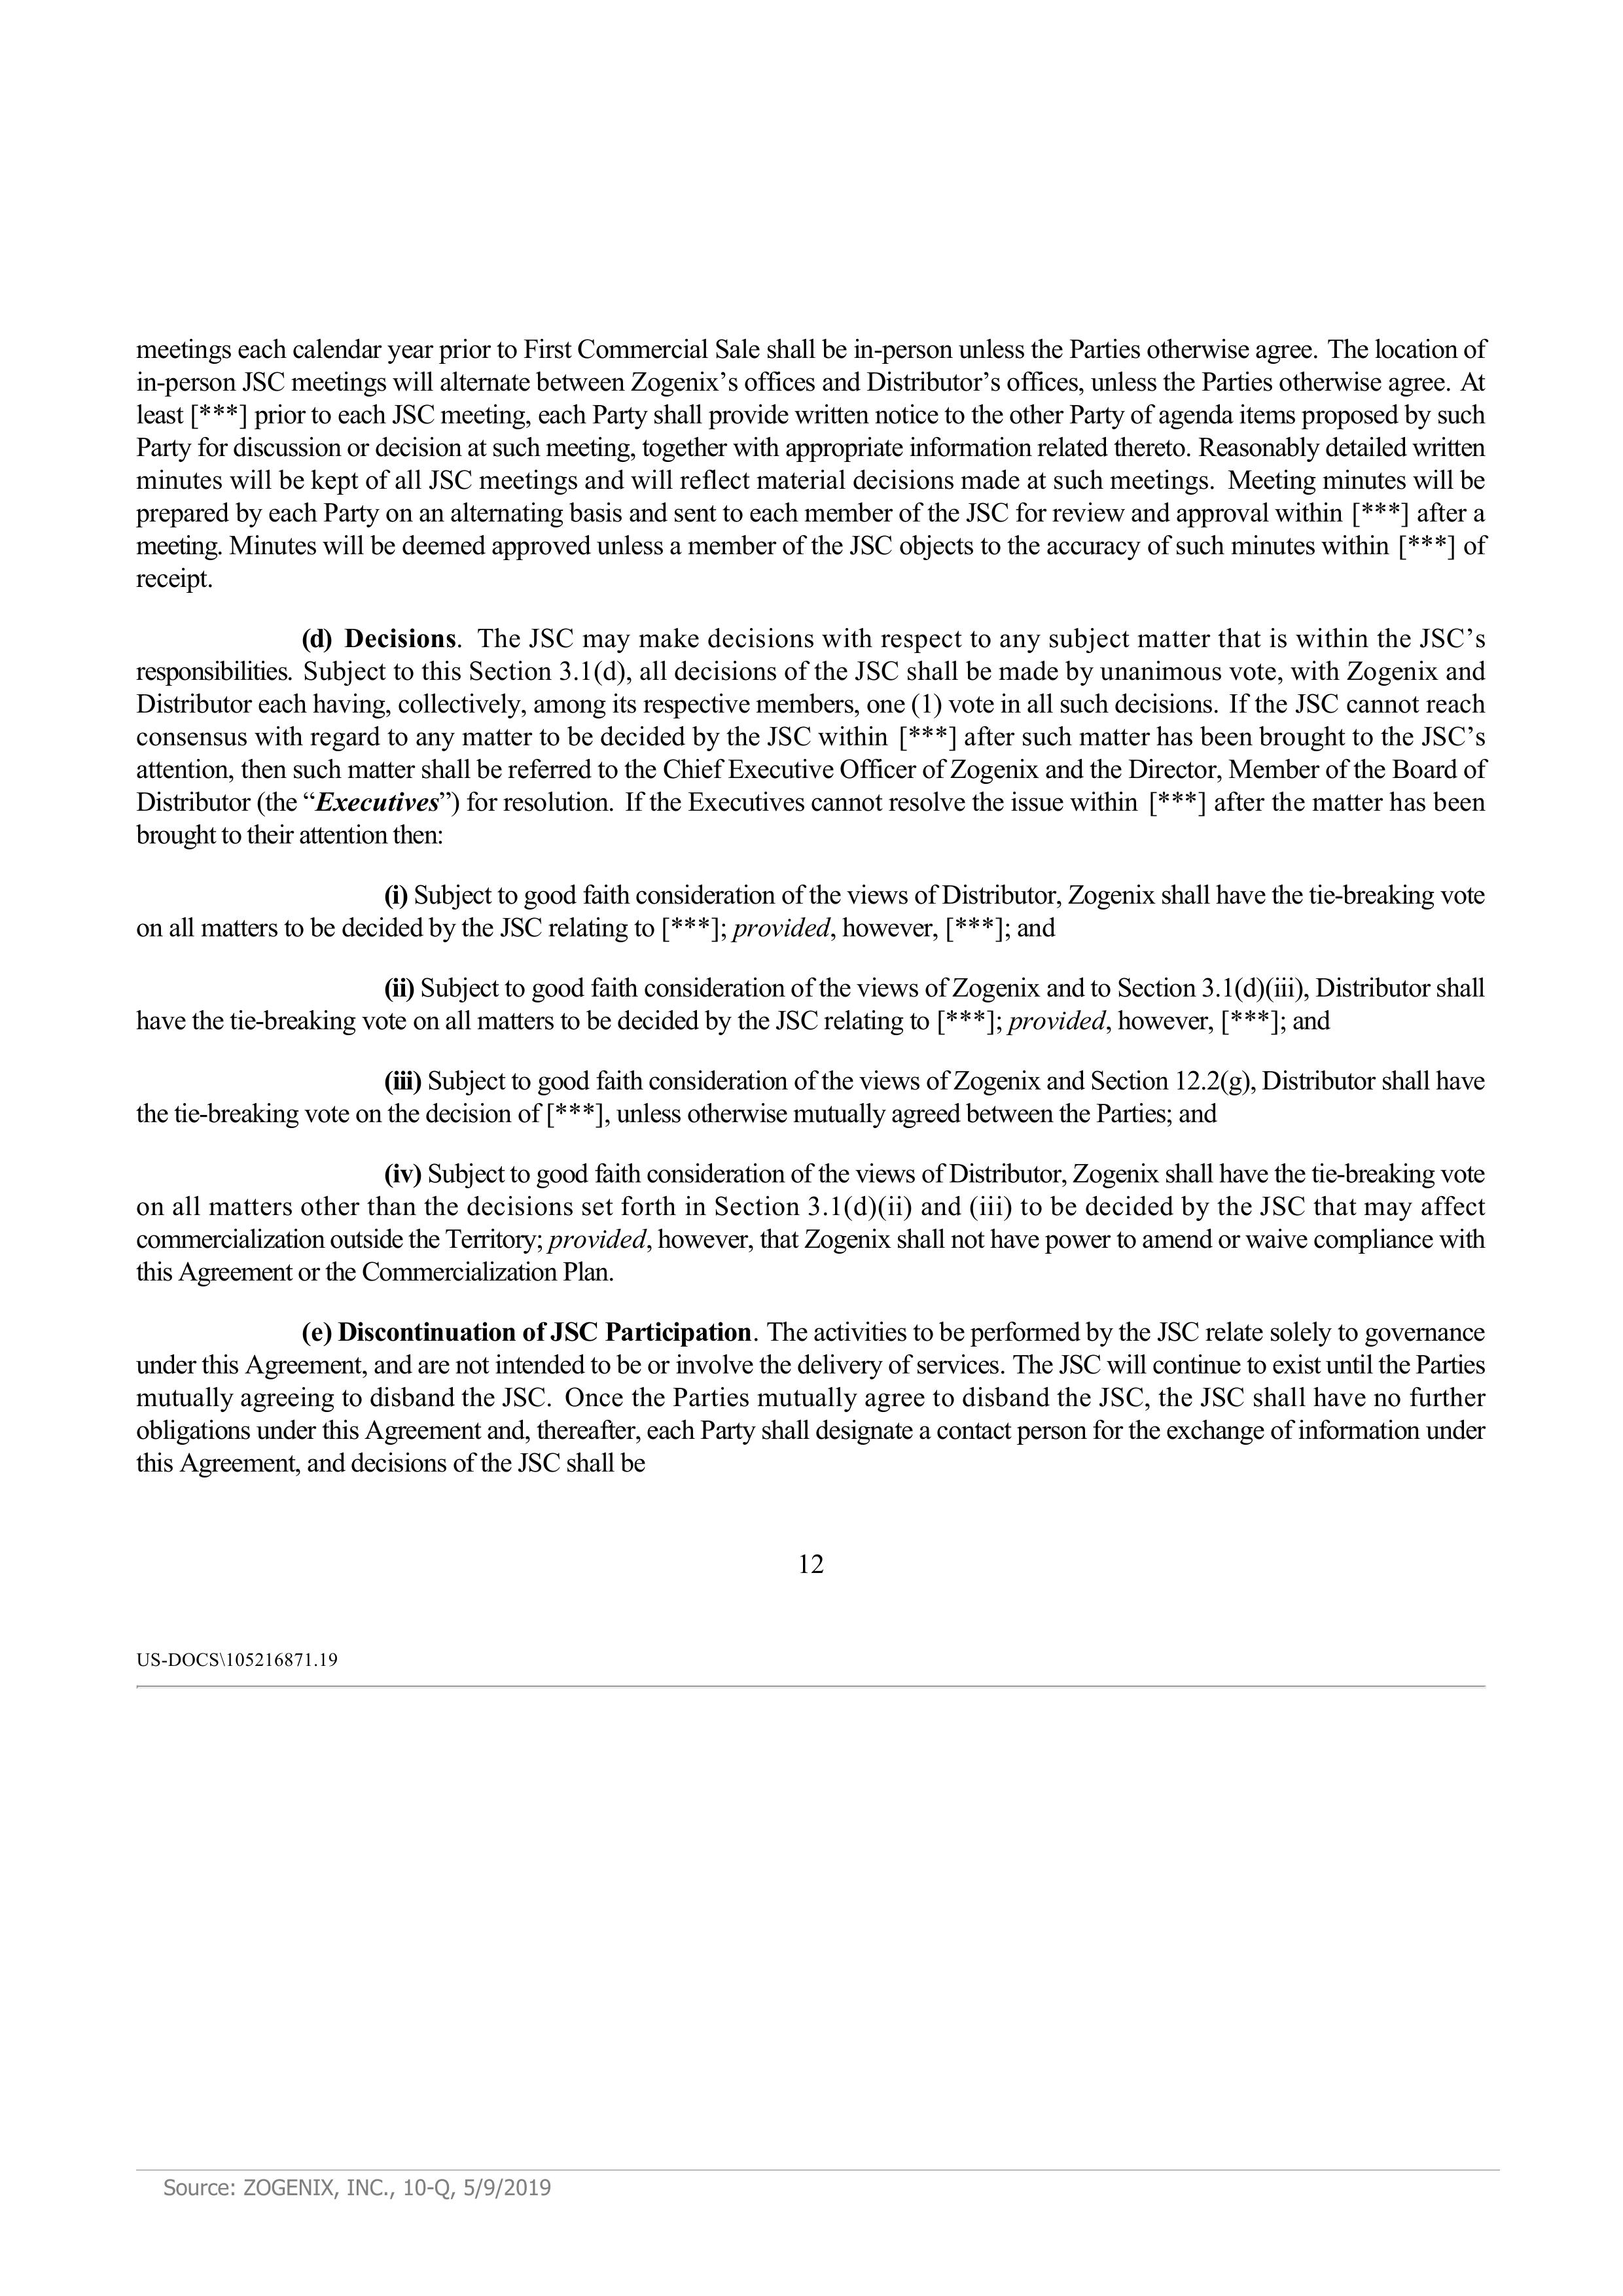 meetings each calendar year prior to First Commercial Sale shall be in-person unless the Parties otherwise agree. The location of
in-person JSC meetings will alternate between Zogenix’s offices and Distributor’s offices, unless the Parties otherwise agree. At
least [***] prior to each JSC meeting, each Party shall provide written notice to the other Party of agenda items proposed by such
Party for discussion or decision at such meeting, together with appropriate information related thereto. Reasonably detailed written
minutes will be kept of all JSC meetings and will reflect material decisions made at such meetings. Meeting minutes will be
prepared by each Party on an alternating basis and sent to each member of the JSC for review and approval within [***] after a
meeting. Minutes will be deemed approved unless a member of the JSC objects to the accuracy of such minutes within [***] of
receipt.
(d) Decisions. The JSC may make decisions with respect to any subject matter that is within the JSC’s
responsibilities. Subject to this Section 3.1(d), all decisions of the JSC shall be made by unanimous vote, with Zogenix and
Distributor each having, collectively, among its respective members, one (1) vote in all such decisions. If the JSC cannot reach
consensus with regard to any matter to be decided by the JSC within [***] after such matter has been brought to the JSC’s
attention, then such matter shall be referred to the Chief Executive Officer of Zogenix and the Director, Member of the Board of
Distributor (the “Executives”) for resolution. If the Executives cannot resolve the issue within [***] after the matter has been
brought to their attention then:
(i) Subject to good faith consideration of the views of Distributor, Zogenix shall have the tie-breaking vote
on all matters to be decided by the JSC relating to [***]; provided, however, [***]; and
(ii) Subject to good faith consideration of the views of Zogenix and to Section 3.1(d)(iii), Distributor shall
have the tie-breaking vote on all matters to be decided by the JSC relating to [***]; provided, however, [***]; and
(iii) Subject to good faith consideration of the views of Zogenix and Section 12.2(g), Distributor shall have
the tie-breaking vote on the decision of [***], unless otherwise mutually agreed between the Parties; and
(iv) Subject to good faith consideration of the views of Distributor, Zogenix shall have the tie-breaking vote
on all matters other than the decisions set forth in Section 3.1(d)(ii) and (iii) to be decided by the JSC that may affect
commercialization outside the Territory; provided, however, that Zogenix shall not have power to amend or waive compliance with
this Agreement or the Commercialization Plan.
(e) Discontinuation of JSC Participation. The activities to be performed by the JSC relate solely to governance
under this Agreement, and are not intended to be or involve the delivery of services. The JSC will continue to exist until the Parties
mutually agreeing to disband the JSC. Once the Parties mutually agree to disband the JSC, the JSC shall have no further
obligations under this Agreement and, thereafter, each Party shall designate a contact person for the exchange of information under
this Agreement, and decisions of the JSC shall be
12
US-DOCS\105216871.19
Source: ZOGENIX, INC., 10-Q, 5/9/2019